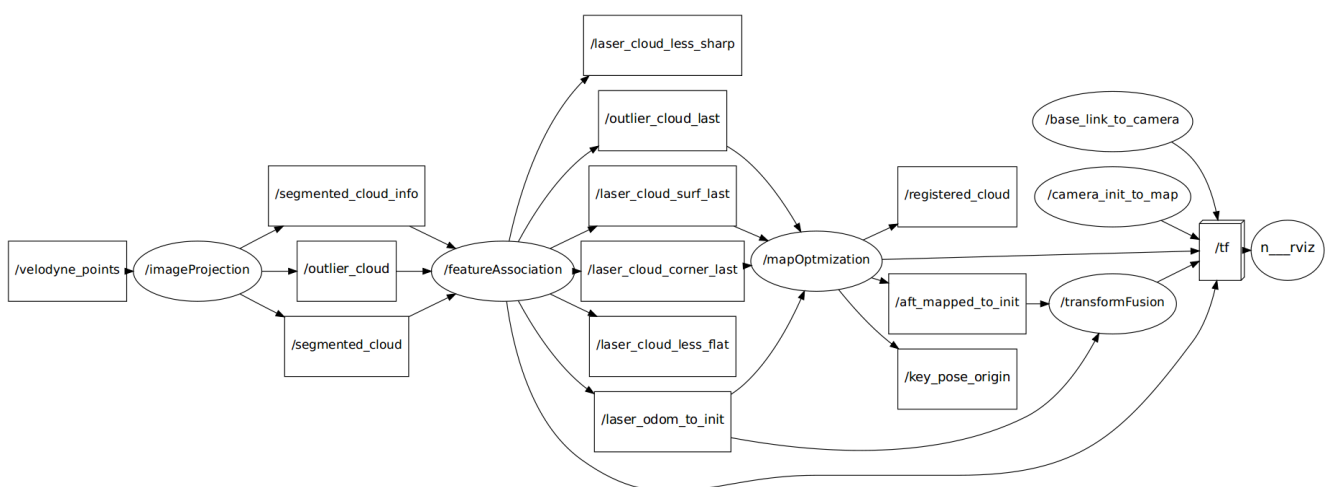 /laser_cloud_less_sharp
/outlier_cloud_last
/base_link_to_camera
/segmented_cloud_info
/laser_cloud_surf_last
/registered_cloud
/camera_init_to_map
/velodyne_points
/imageProjection
/outlier_cloud
/featureAssociation
/laser_cloud_corner_last
/mapOptmization
/tf
n___rviz
/segmented_cloud
/laser_cloud_less_flat
/aft_mapped_to_init
/transformFusion
/key_pose_origin
/laser_odom_to_init